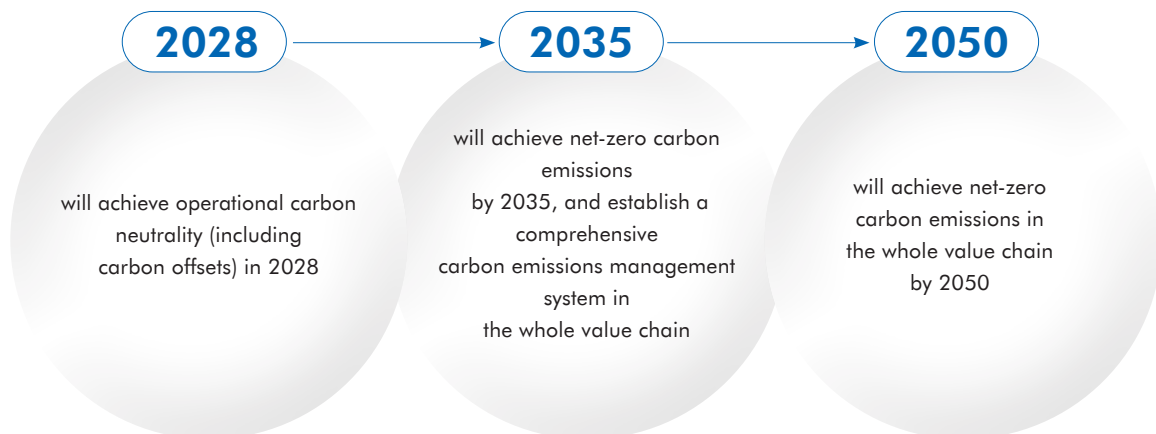 2028
2035
2050
will achieve operational carbon
neutrality (including
carbon offsets) in 2028
will achieve net-zero carbon
emissions
by 2035, and establish a
comprehensive
carbon emissions management
system in
the whole value chain
will achieve net-zero
carbon emissions in
the whole value chain
by 2050